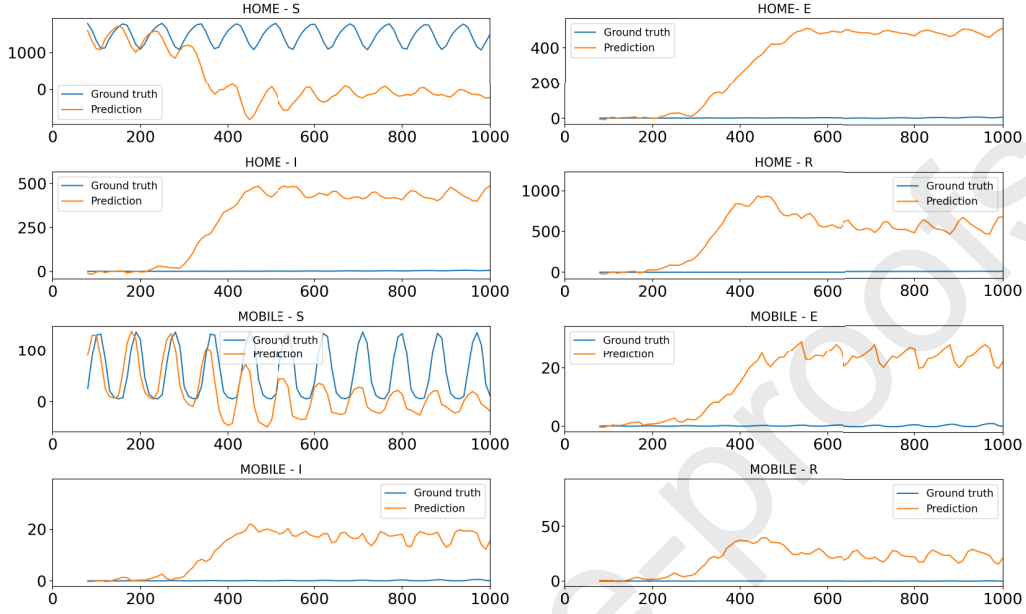 HOME - S
1000
0
Ground truth
Prediction
0 200 400 600 800 1000
HOME- E
400
200
0
Ground truth
Prediction
0 200 400 600 800 1000
HOME - I
500
250
0
Ground truth
Prediction
0 200 400 600 800 1000
HOME - R
1000
500
0
Ground truth
Prediction
0 200 400 600 800 1000
MOBILE - S
100
0
Ground truth
Prediction
0 200 400 600 800 1000
MOBILE - E
20
0
Ground truth
Prediction
0 200 400 600 800 1000
MOBILE - I
20
0
Ground truth
Prediction
0 200 400 600 800 1000
MOBILE - R
50
0
Ground truth
Prediction
0 200 400 600 800 1000
e-proofs